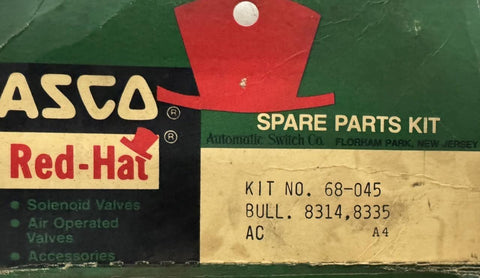 ASCO ®
Red-Hat ®
• Solenoid Valves
• Air Operated
Valves
• Accessories
SPARE PARTS KIT
Automatic Switch Co. FLORHAM PARK, NEW JERSEY
KIT NO. 68-045
BULL. 8314,8335
AC A4